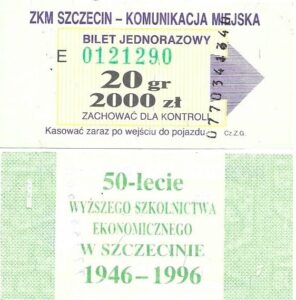 ZKM SZCZECIN – KOMUNIKACJA MIEJSKA
BILET JEDNORAZOWY
E 0121290
20 gr
2000 zł
ZACHOWAĆ DLA KONTROLI
Kasować zaraz po wejściu do pojazdu
Cz.Z.G.
50-lecie
WYŻSZEGO SZKOLNICTWA
EKONOMICZNEGO
W SZCZECINIE
1946–1996